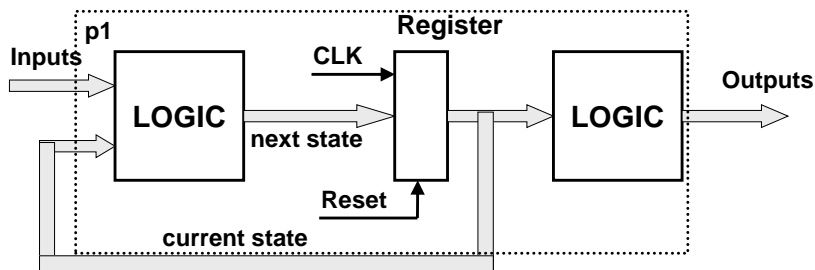 p1
Register
Inputs
CLK
Outputs
LOGIC
LOGIC
next state
Reset
current state